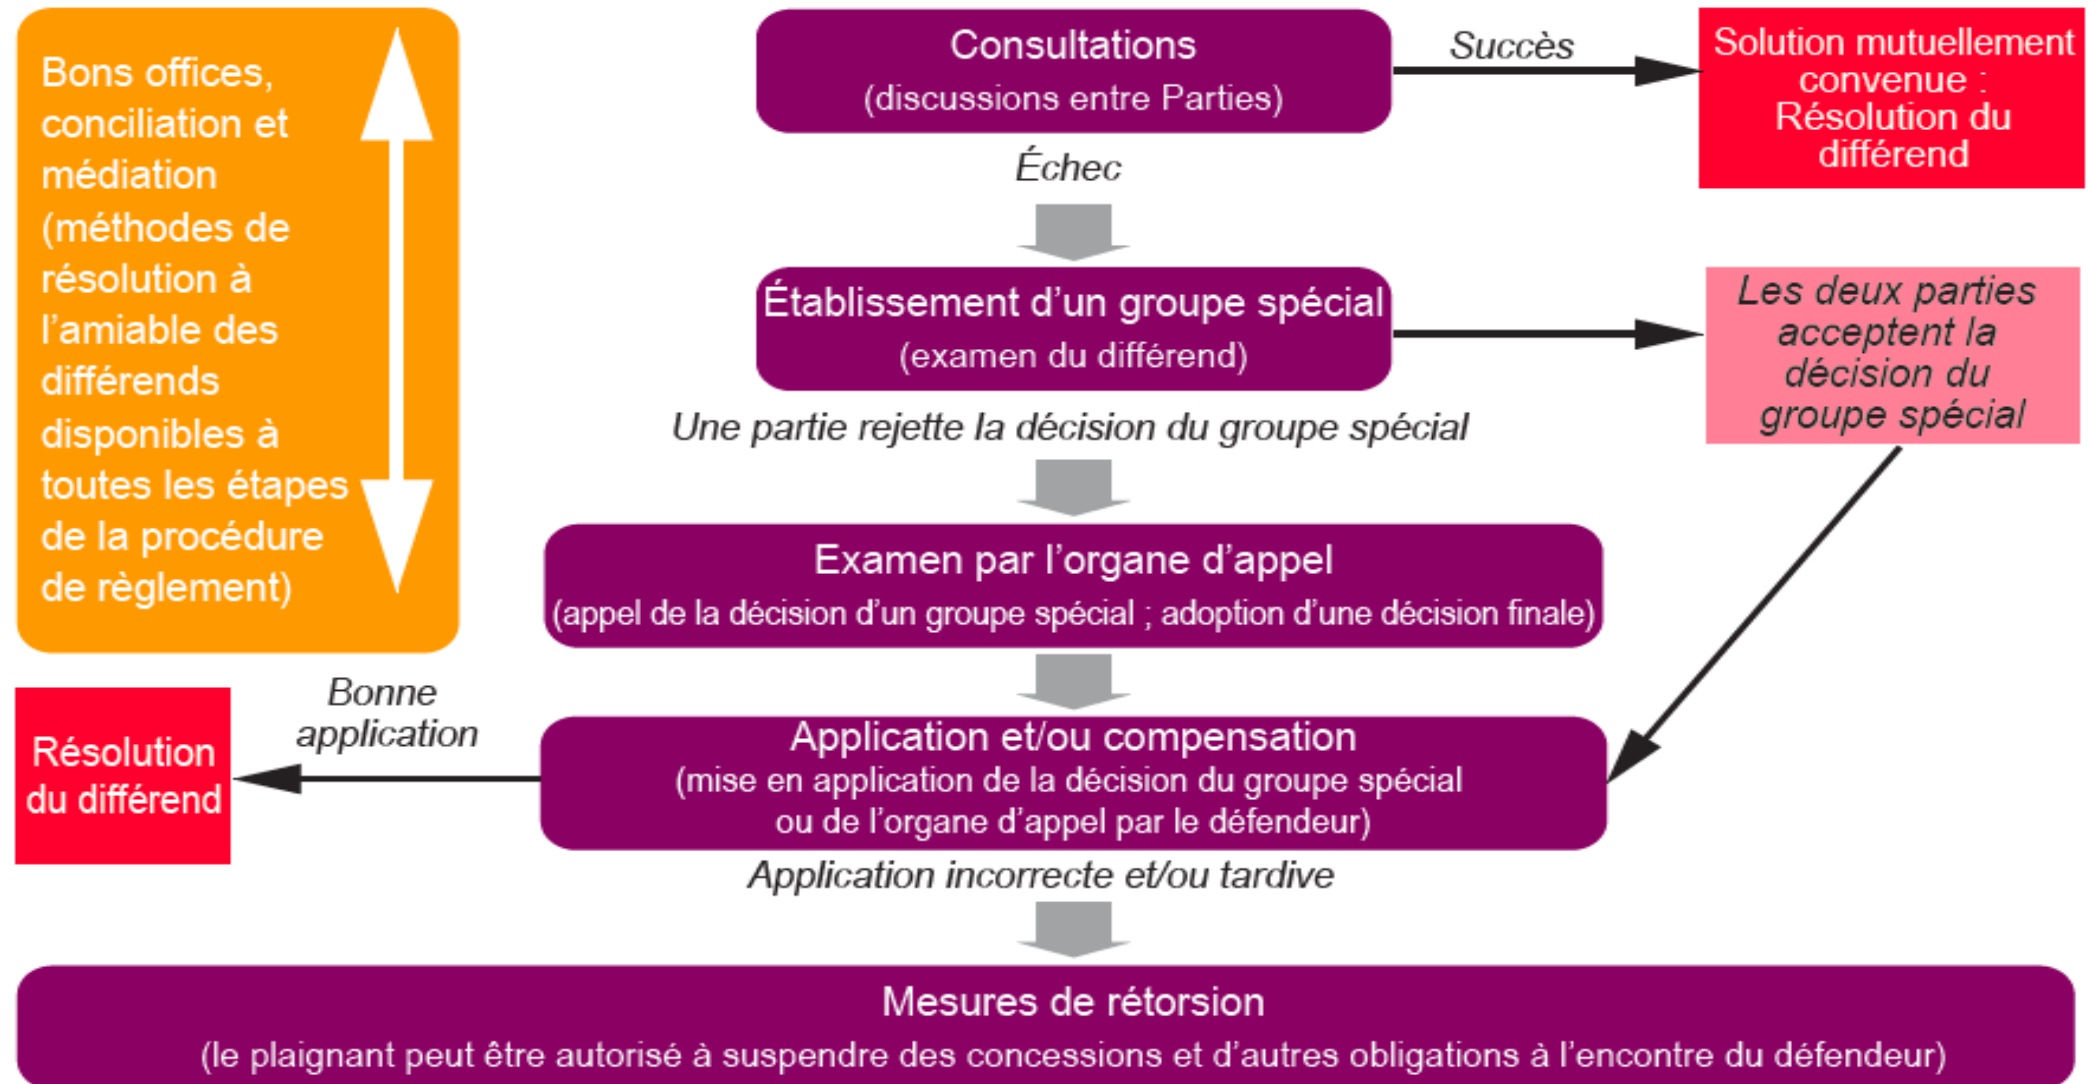 Bons offices,
conciliation et
médiation
(méthodes de
résolution à
l’amiable des
différends
disponibles à
toutes les étapes
de la procédure
de règlement)
Consultations
(discussions entre Parties)
Succès
Solution mutuellement
convenue :
Résolution du
différend
Échec
Établissement d’un groupe spécial
(examen du différend)
Les deux parties
acceptent la
décision du
groupe spécial
Une partie rejette la décision du groupe spécial
Examen par l’organe d’appel
(appel de la décision d’un groupe spécial ; adoption d’une décision finale)
Bonne
application
Résolution
du différend
Application et/ou compensation
(mise en application de la décision du groupe spécial
ou de l’organe d’appel par le défendeur)
Application incorrecte et/ou tardive
Mesures de rétorsion
(le plaignant peut être autorisé à suspendre des concessions et d’autres obligations à l’encontre du défendeur)